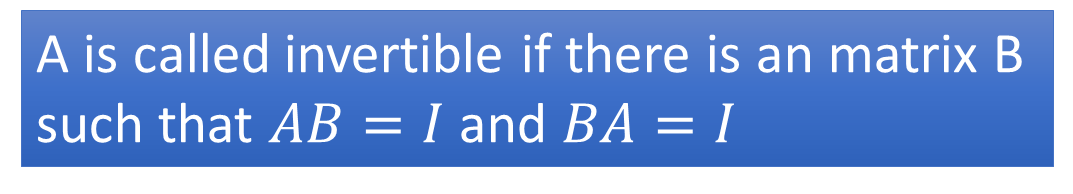 A is called invertible if there is an matrix B
such that AB = I and BA = I